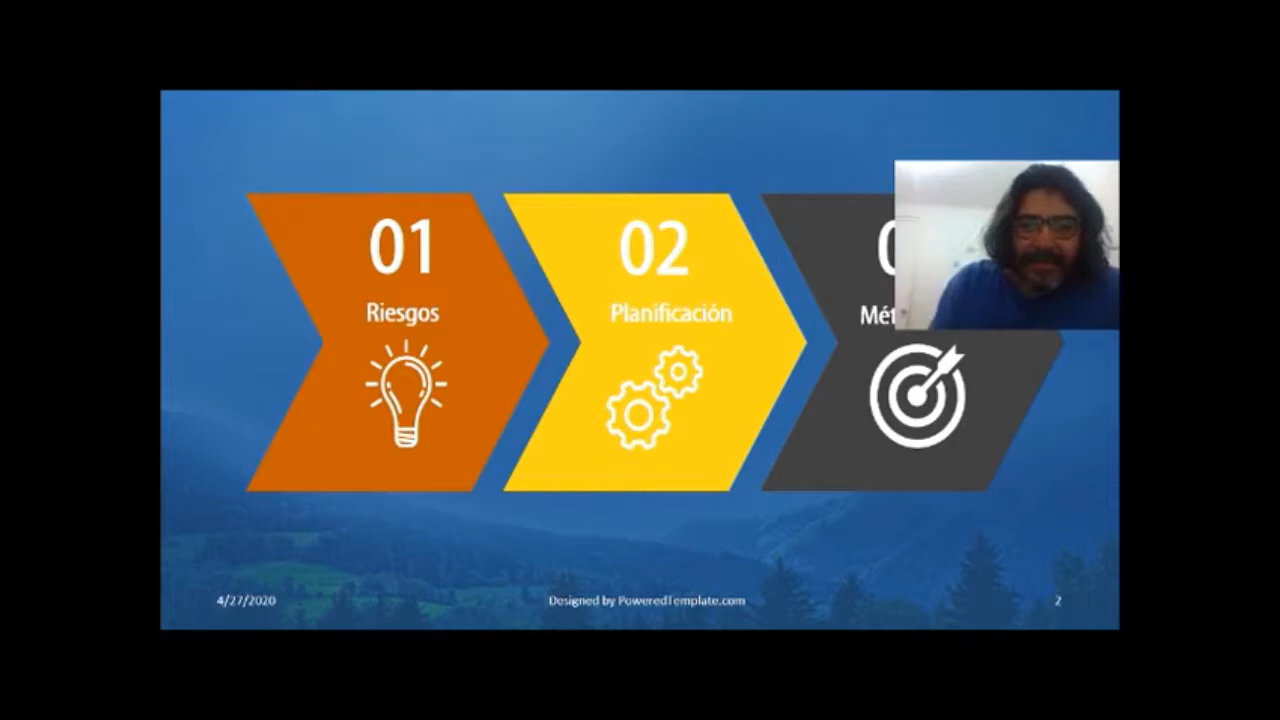 01
02
Riesgos
Planificación
4/27/2020
Designed by PoweredTemplate.com
2